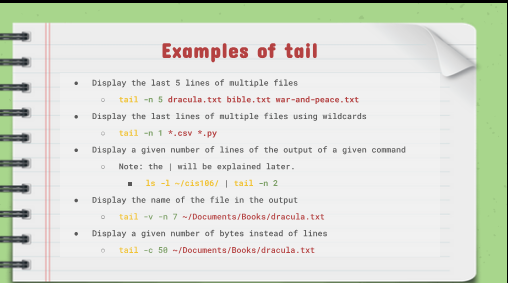 Examples of tail
● Display the last 5 lines of multiple files
○ tail -n 5 dracula.txt bible.txt war-and-peace.txt
● Display the last lines of multiple files using wildcards
○ tail -n 1 *.csv *.py
● Display a given number of lines of the output of a given command
○ Note: the | will be explained later.
■ ls -l ~/cis106/ | tail -n 2
● Display the name of the file in the output
○ tail -v -n 7 ~/Documents/Books/dracula.txt
● Display a given number of bytes instead of lines
○ tail -c 50 ~/Documents/Books/dracula.txt